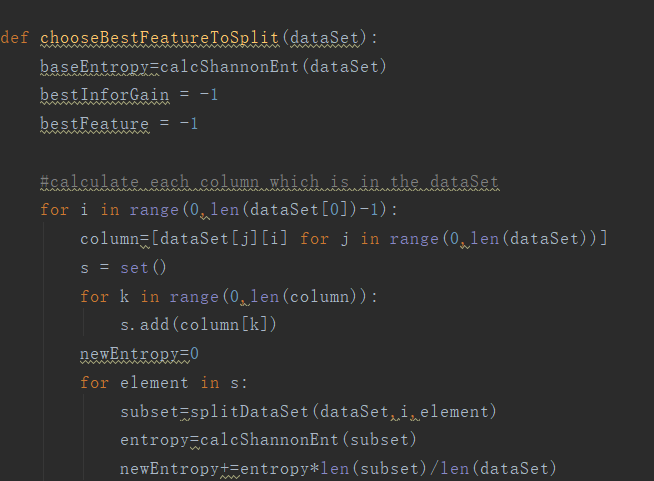 def chooseBestFeatureToSplit(dataSet):
    baseEntropy=calcShannonEnt(dataSet)
    bestInforGain = -1
    bestFeature = -1

    #calculate each column which is in the dataSet
    for i in range(0,len(dataSet[0])-1):
        column=[dataSet[j][i] for j in range(0,len(dataSet))]
        s = set()
        for k in range(0,len(column)):
            s.add(column[k])
        newEntropy=0
        for element in s:
            subset=splitDataSet(dataSet,i,element)
            entropy=calcShannonEnt(subset)
            newEntropy+=entropy*len(subset)/len(dataSet)